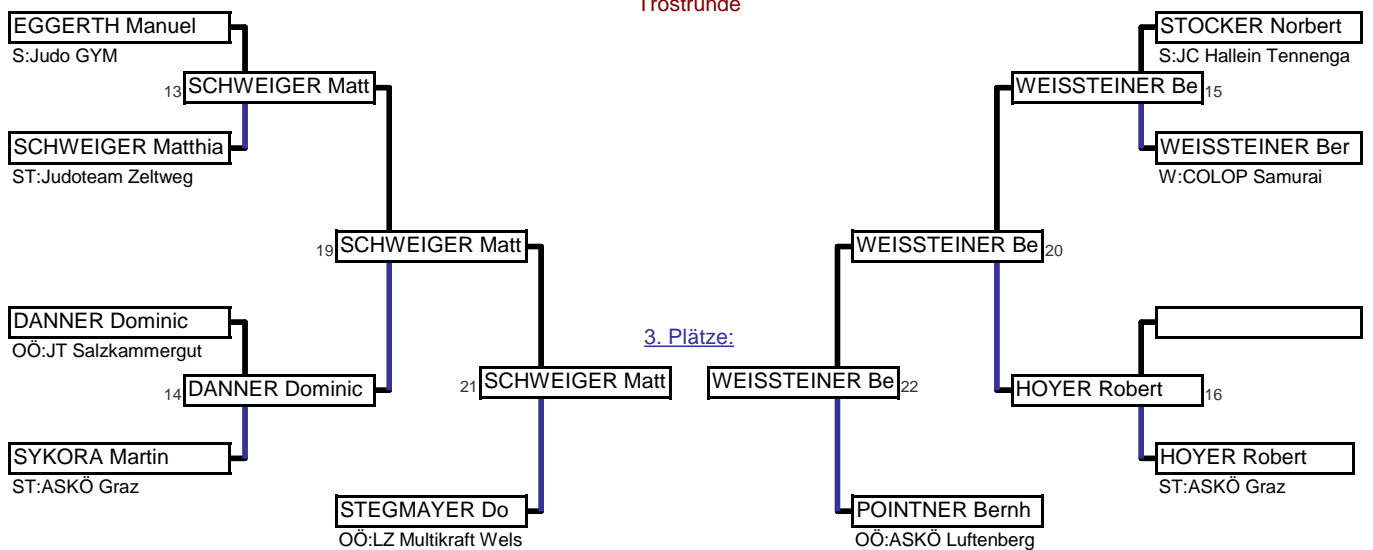 Trostrunde
EGGERTH Manuel
S:Judo GYM
13 SCHWEIGER Matt
SCHWEIGER Matthia
ST:Judoteam Zeltweg
19 SCHWEIGER Matt
DANNER Dominic
OÖ:JT Salzkammergut
14 DANNER Dominic
SYKORA Martin
ST:ASKÖ Graz
21 SCHWEIGER Matt
STEGMAYER Do
OÖ:LZ Multikraft Wels
3. Plätze:
STOCKER Norbert
S:JC Hallein Tennenga
WEISSTEINER Be 15
WEISSTEINER Ber
W:COLOP Samurai
WEISSTEINER Be 20
HOYER Robert 16
HOYER Robert
ST:ASKÖ Graz
WEISSTEINER Be 22
POINTNER Bernh
OÖ:ASKÖ Luftenberg